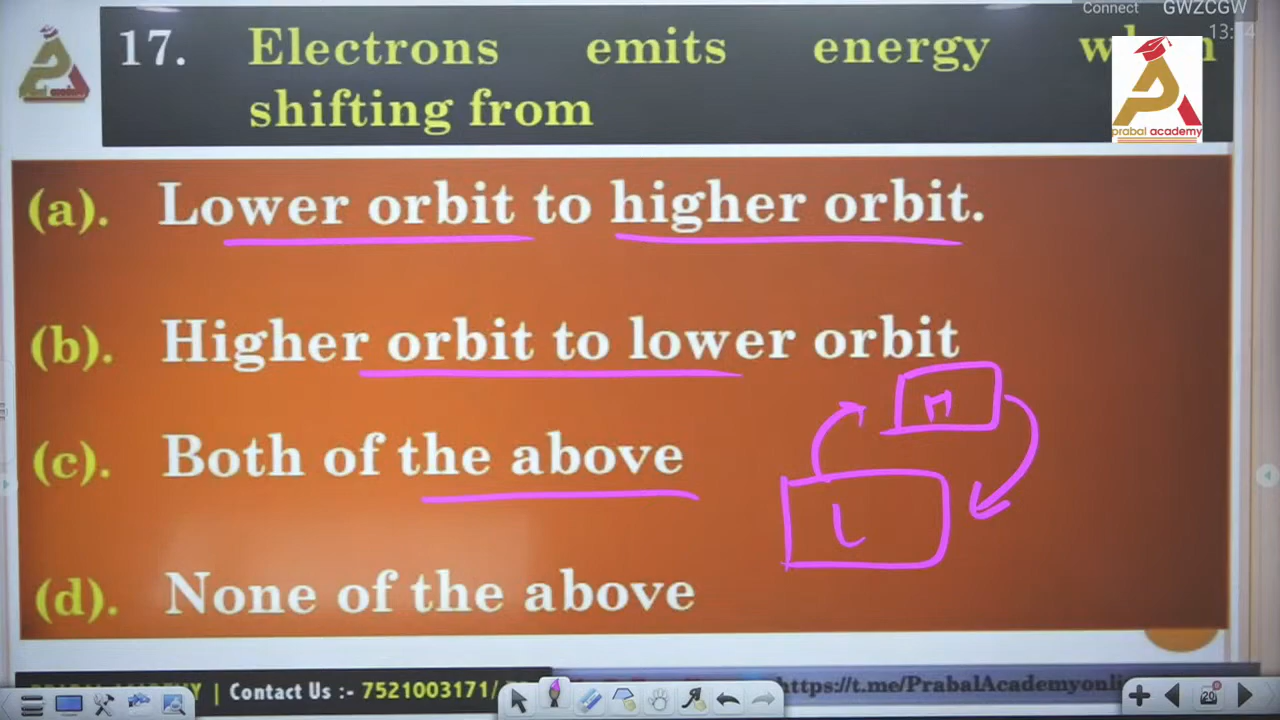 Connect GWZCGW
17. Electrons emits energy
shifting from
prabal academy
(a). Lower orbit to higher orbit.
(b). Higher orbit to lower orbit
(c). Both of the above
(d). None of the above
L
| Contact Us :- 7521003171/
https://t.me/PrabalAcademyonli
20